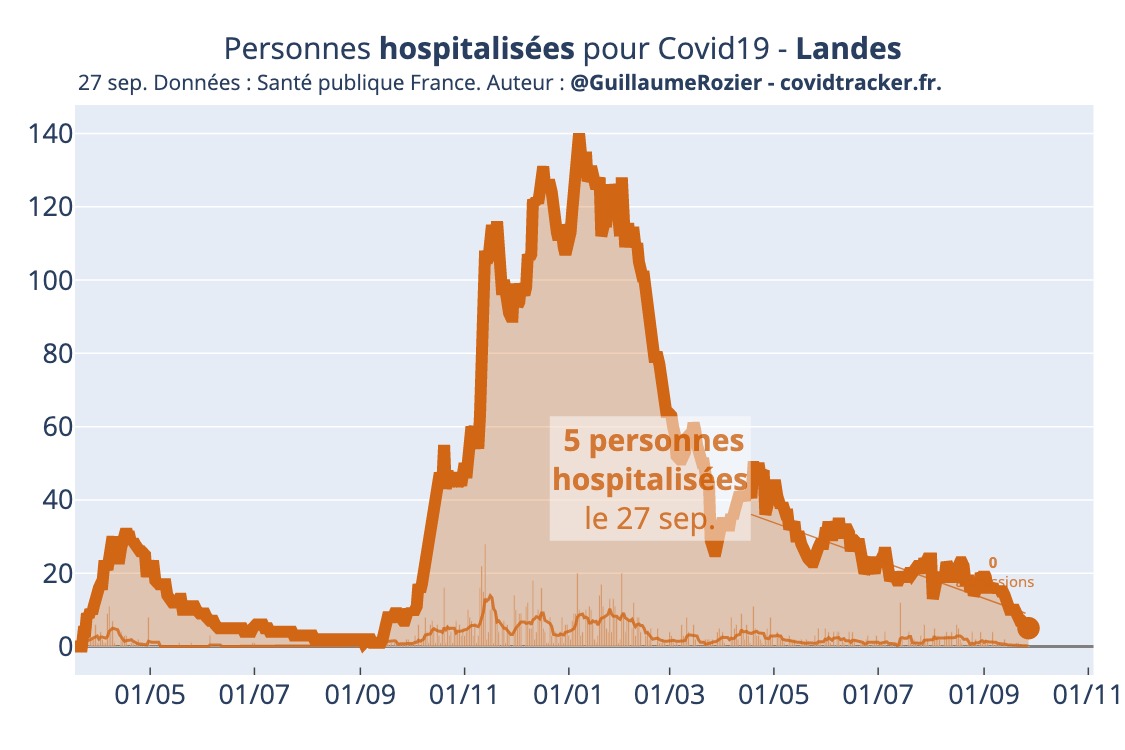 Personnes hospitalisées pour Covid19 - Landes
27 sep. Données : Santé publique France. Auteur : @GuillaumeRozier - covidtracker.fr.
140
120
100
80
60
40
20
0
5 personnes
hospitalisées
le 27 sep.
0
01/05 01/07 01/09 01/11 01/01 01/03 01/05 01/07 01/09 01/11